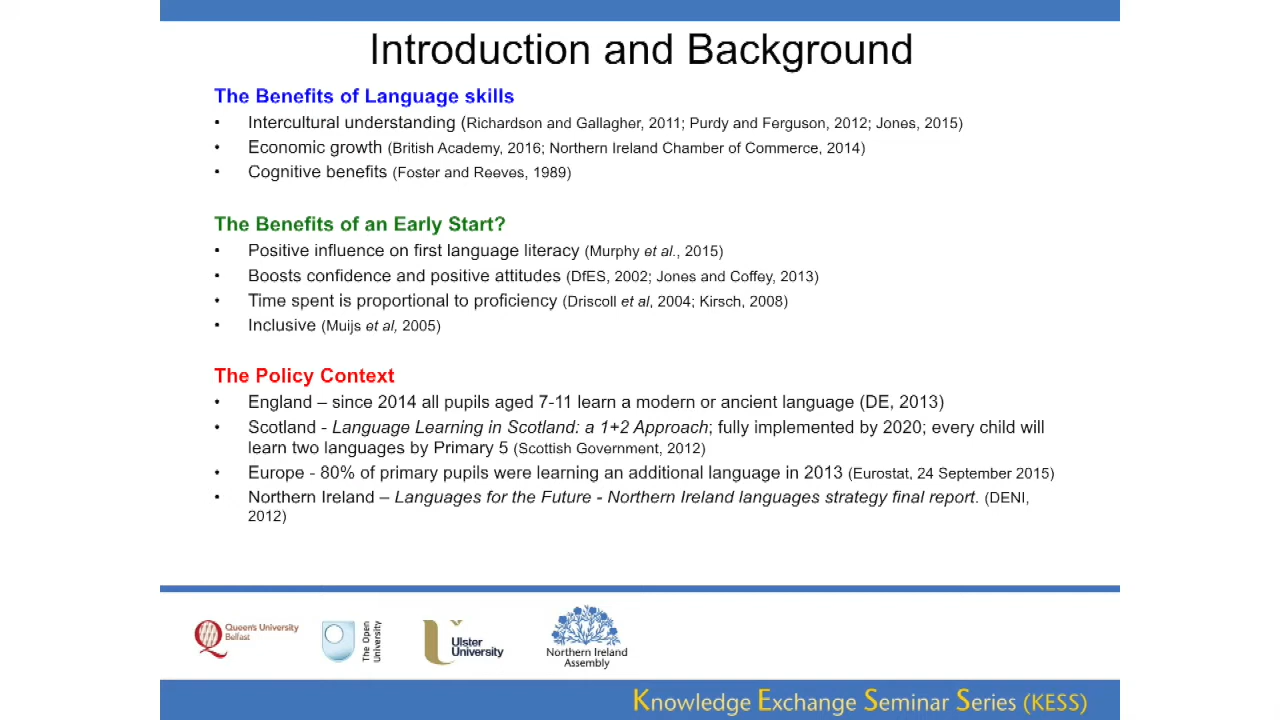 Introduction and Background
The Benefits of Language skills
• Intercultural understanding (Richardson and Gallagher, 2011; Purdy and Ferguson, 2012; Jones, 2015)
• Economic growth (British Academy, 2016; Northern Ireland Chamber of Commerce, 2014)
• Cognitive benefits (Foster and Reeves, 1989)
The Benefits of an Early Start?
• Positive influence on first language literacy (Murphy et al., 2015)
• Boosts confidence and positive attitudes (DfES, 2002; Jones and Coffey, 2013)
• Time spent is proportional to proficiency (Driscoll et al, 2004; Kirsch, 2008)
• Inclusive (Muijs et al, 2005)
The Policy Context
• England – since 2014 all pupils aged 7-11 learn a modern or ancient language (DE, 2013)
• Scotland - Language Learning in Scotland: a 1+2 Approach; fully implemented by 2020; every child will
learn two languages by Primary 5 (Scottish Government, 2012)
• Europe - 80% of primary pupils were learning an additional language in 2013 (Eurostat, 24 September 2015)
• Northern Ireland – Languages for the Future - Northern Ireland languages strategy final report. (DENI,
2012)
Queen's University
Belfast
The Open
University
Ulster
University
Northern Ireland
Assembly
Knowledge Exchange Seminar Series (KESS)